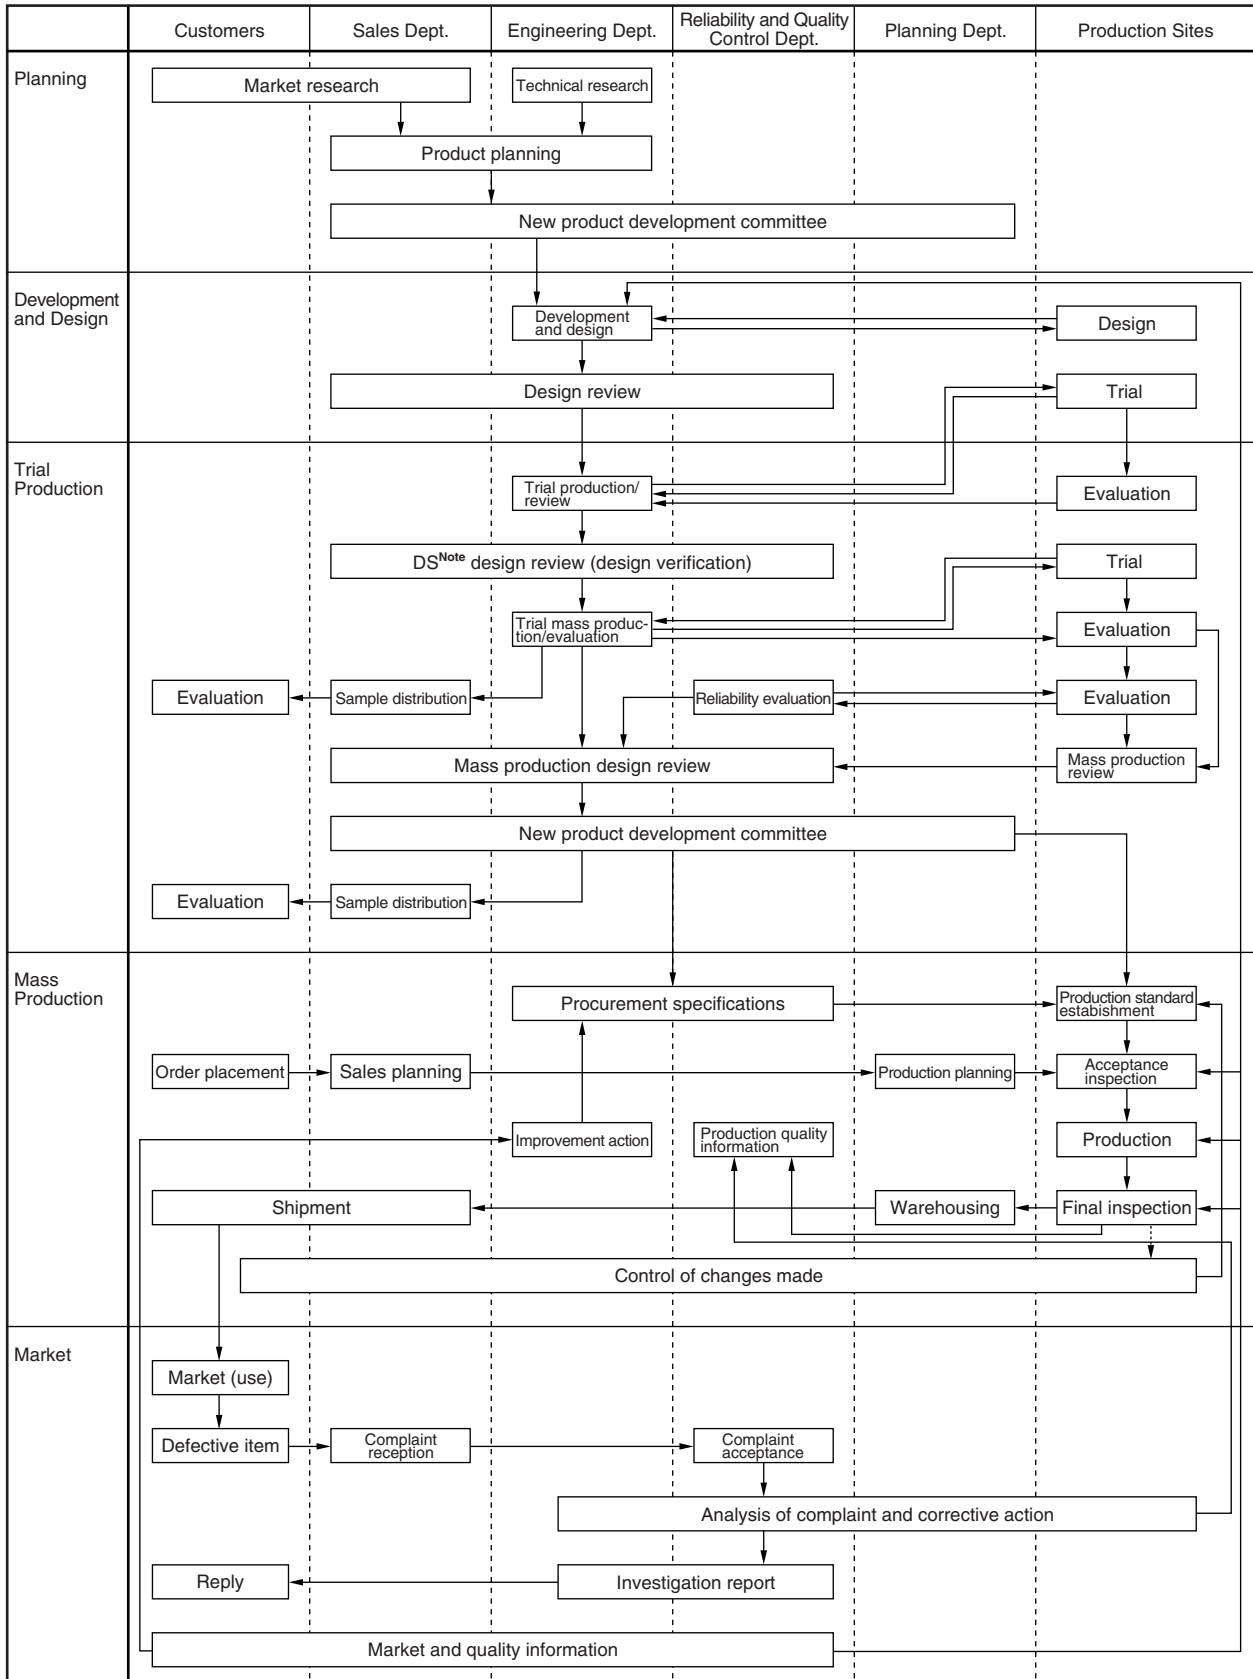 Customers
Sales Dept.
Engineering Dept.
Reliability and Quality
Control Dept.
Planning Dept.
Production Sites
Planning
Market research
Technical research
Product planning
New product development committee
Development
and Design
Development
and design
Design
Design review
Trial
Trial
Production
Trial production/
review
Evaluation
DSNote design review (design verification)
Trial
Trial mass produc-
tion/evaluation
Evaluation
Evaluation
Sample distribution
Reliability evaluation
Evaluation
Mass production design review
Mass production
review
New product development committee
Evaluation
Sample distribution
Mass
Production
Procurement specifications
Production standard
estabishment
Order placement
Sales planning
Production planning
Acceptance
inspection
Improvement action
Production quality
information
Production
Shipment
Warehousing
Final inspection
Control of changes made
Market
Market (use)
Defective item
Complaint
reception
Complaint
acceptance
Analysis of complaint and corrective action
Reply
Investigation report
Market and quality information